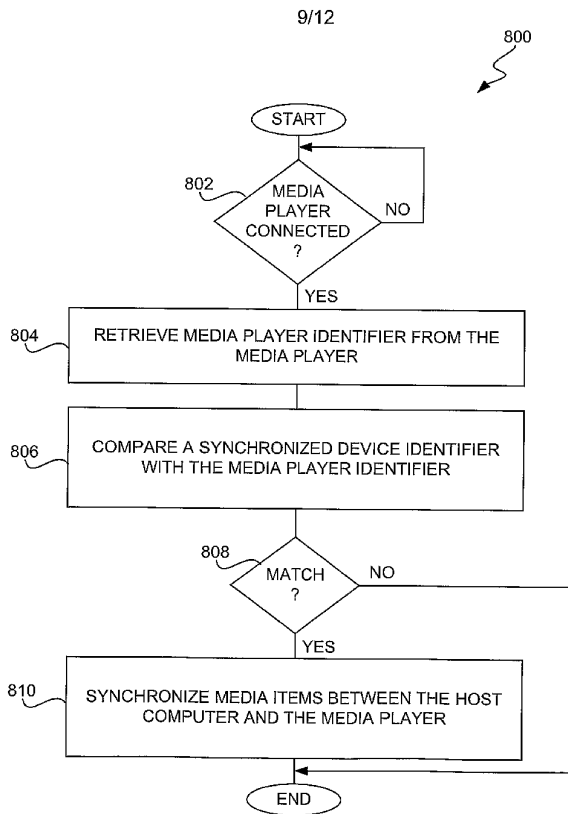 9/12
800
START
802
MEDIA
PLAYER
CONNECTED
?
NO
YES
804
RETRIEVE MEDIA PLAYER IDENTIFIER FROM THE
MEDIA PLAYER
806
COMPARE A SYNCHRONIZED DEVICE IDENTIFIER
WITH THE MEDIA PLAYER IDENTIFIER
808
MATCH
?
NO
YES
810
SYNCHRONIZE MEDIA ITEMS BETWEEN THE HOST
COMPUTER AND THE MEDIA PLAYER
END